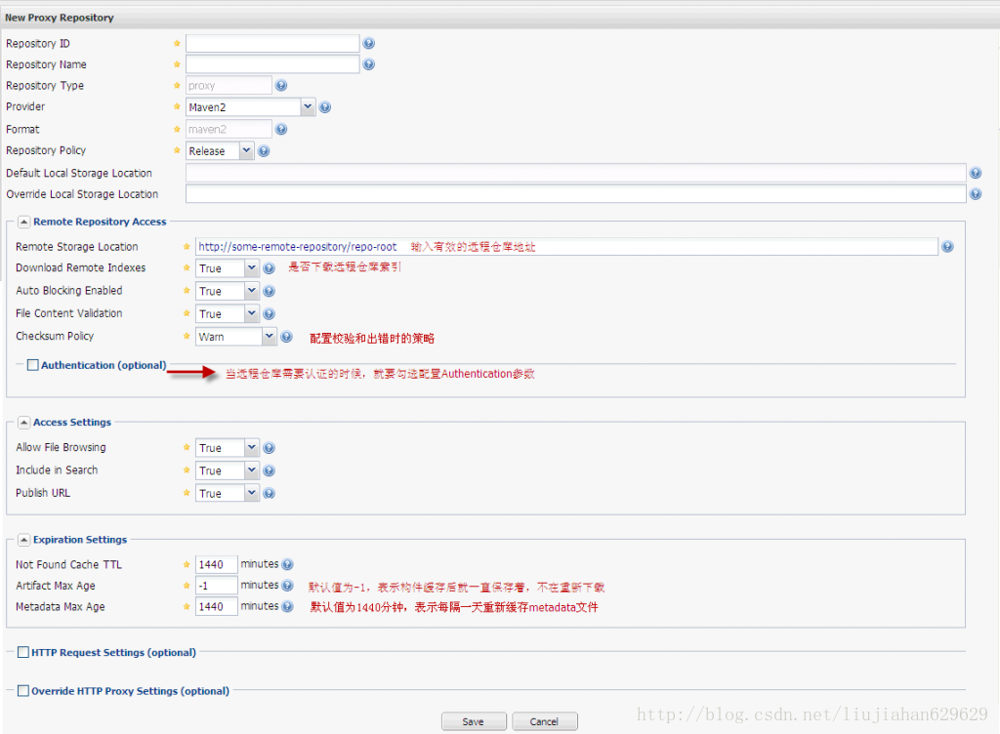 New Proxy Repository
Repository ID
Repository Name
Repository Type proxy
Provider Maven2
Format maven2
Repository Policy Release
Default Local Storage Location
Override Local Storage Location
Remote Repository Access
Remote Storage Location http://some-remote-repository/repo-root 输入有效的远程仓库地址
Download Remote Indexes True 是否下载远程仓库索引
Auto Blocking Enabled True
File Content Validation True
Checksum Policy Warn 配置校验和出错时的策略
Authentication (optional) 当远程仓库需要认证的时候，就要勾选配置Authentication参数
Access Settings
Allow File Browsing True
Include in Search True
Publish URL True
Expiration Settings
Not Found Cache TTL 1440 minutes
Artifact Max Age -1 minutes 默认值为-1，表示构件缓存后就一直保存着，不在重新下载
Metadata Max Age 1440 minutes 默认值为1440分钟，表示每隔一天重新缓存metadata文件
HTTP Request Settings (optional)
Override HTTP Proxy Settings (optional)
Save Cancel
http://blog.csdn.net/liujiahan629629